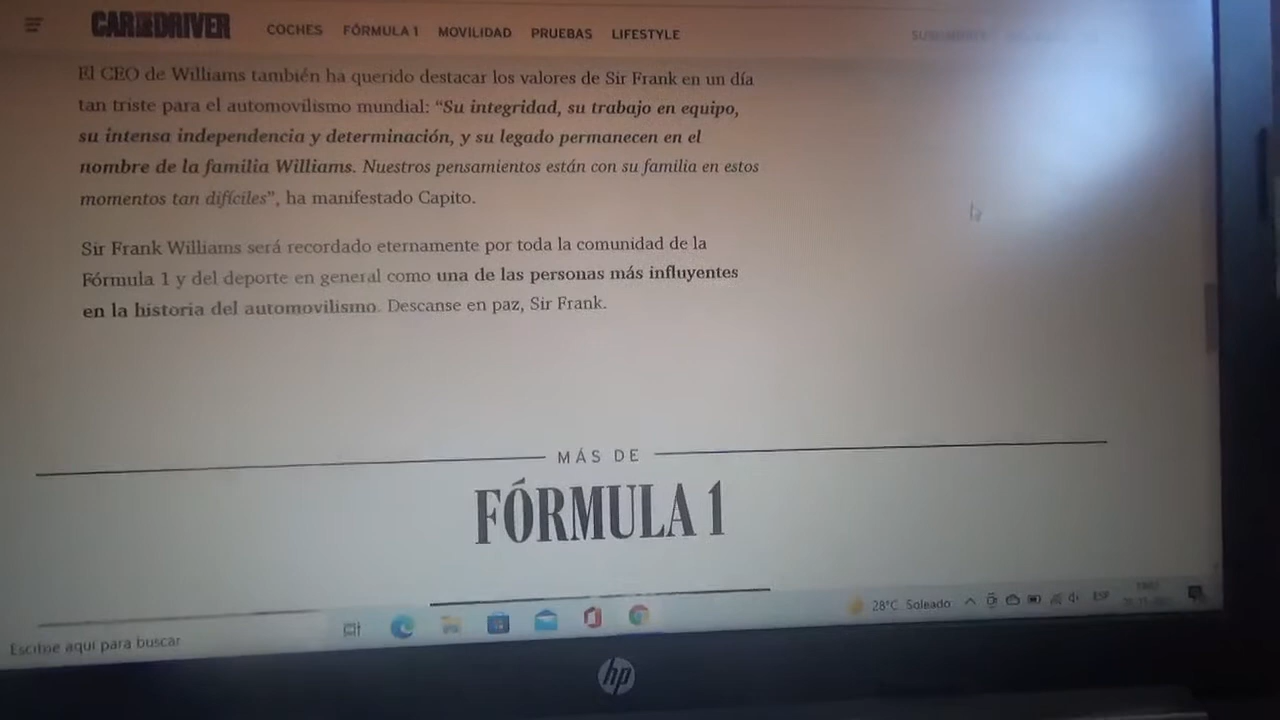 CAR AND DRIVER
COCHES FÓRMULA 1 MOVILIDAD PRUEBAS LIFESTYLE
El CEO de Williams también ha querido destacar los valores de Sir Frank en un día
tan triste para el automovilismo mundial: “Su integridad, su trabajo en equipo,
su intensa independencia y determinación, y su legado permanecen en el
nombre de la familia Williams. Nuestros pensamientos están con su familia en estos
momentos tan difíciles”, ha manifestado Capito.
Sir Frank Williams será recordado eternamente por toda la comunidad de la
Fórmula 1 y del deporte en general como una de las personas más influyentes
en la historia del automovilismo. Descanse en paz, Sir Frank.
MÁS DE
FÓRMULA 1
Escribe aquí para buscar
28°C Soleado
ESP
hp